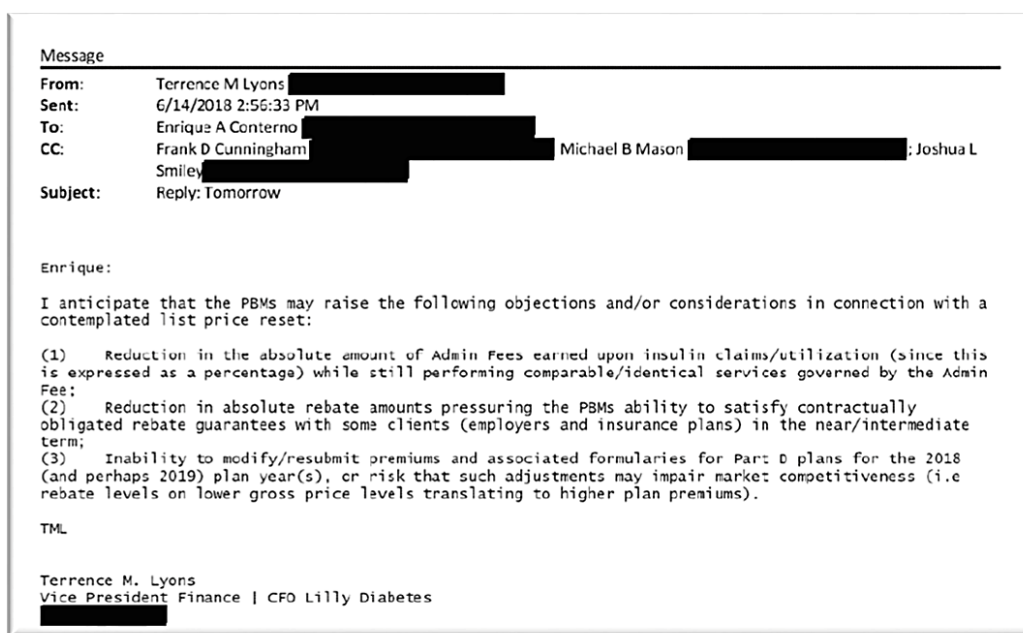 Message
From: Terrence M Lyons
Sent: 6/14/2018 2:56:33 PM
To: Enrique A Conterno
CC: Frank D Cunningham Michael B Mason ; Joshua L
Smiley
Subject: Reply: Tomorrow
Enrique:
I anticipate that the PBMs may raise the following objections and/or considerations in connection with a
contemplated list price reset:
(1) Reduction in the absolute amount of Admin Fees earned upon insulin claims/utilization (since this
is expressed as a percentage) while still performing comparable/identical services governed by the Admin
Fee;
(2) Reduction in absolute rebate amounts pressuring the PBMs ability to satisfy contractually
obligated rebate guarantees with some clients (employers and insurance plans) in the near/intermediate
term;
(3) Inability to modify/resubmit premiums and associated formularies for Part D plans for the 2018
(and perhaps 2019) plan year(s), or risk that such adjustments may impair market competitiveness (i.e
rebate levels on lower gross price levels translating to higher plan premiums).
TML
Terrence M. Lyons
Vice President Finance | CFO Lilly Diabetes